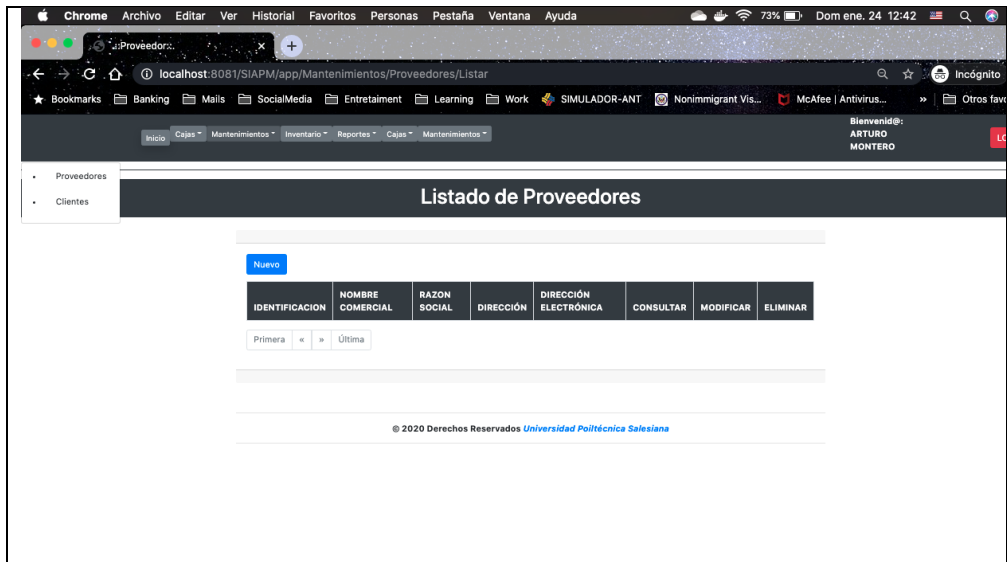 Chrome Archivo Editar Ver Historial Favoritos Personas Pestaña Ventana Ayuda 73% Dom ene. 24 12:42
.::Proveedor::. × +
localhost:8081/SIAPM/app/Mantenimientos/Proveedores/Listar Incógnito
Bookmarks Banking Mails SocialMedia Entretaiment Learning Work SIMULADOR-ANT Nonimmigrant Vis... McAfee | Antivirus... » Otros favo
Inicio Cajas Mantenimientos Inventario Reportes Cajas Mantenimientos
Bienvenid@:
ARTURO
MONTERO
LO
• Proveedores
• Clientes
Listado de Proveedores
Nuevo
IDENTIFICACION NOMBRE COMERCIAL RAZON SOCIAL DIRECCIÓN DIRECCIÓN ELECTRÓNICA CONSULTAR MODIFICAR ELIMINAR
Primera « » Última
© 2020 Derechos Reservados Universidad Poiltécnica Salesiana